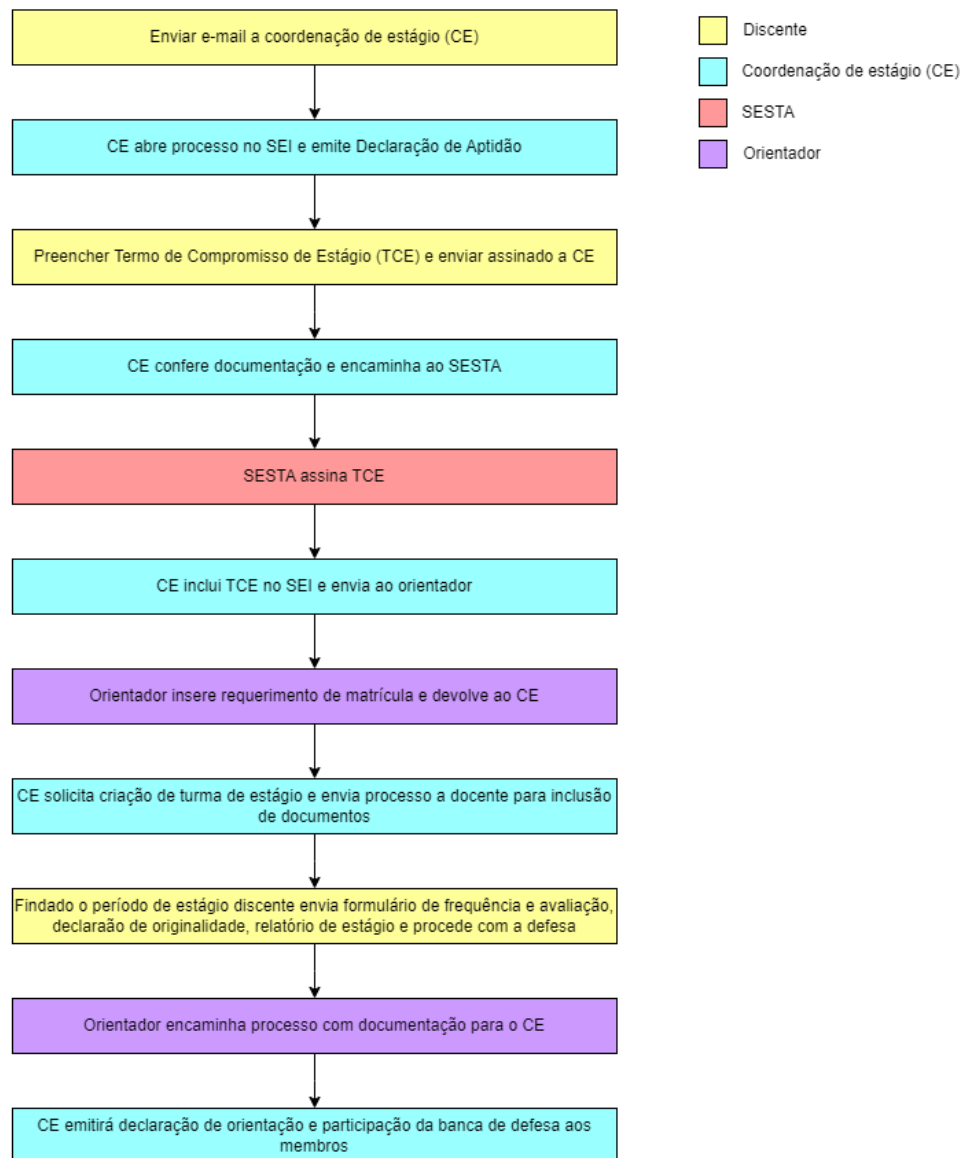 Enviar e-mail a coordenação de estágio (CE)
CE abre processo no SEI e emite Declaração de Aptidão
Preencher Termo de Compromisso de Estágio (TCE) e enviar assinado a CE
CE confere documentação e encaminha ao SESTA
SESTA assina TCE
CE inclui TCE no SEI e envia ao orientador
Orientador insere requerimento de matrícula e devolve ao CE
CE solicita criação de turma de estágio e envia processo a docente para inclusão
de documentos
Findado o período de estágio discente envia formulário de frequência e avaliação,
declaraão de originalidade, relatório de estágio e procede com a defesa
Orientador encaminha processo com documentação para o CE
CE emitirá declaração de orientação e participação da banca de defesa aos
membros
Discente
Coordenação de estágio (CE)
SESTA
Orientador